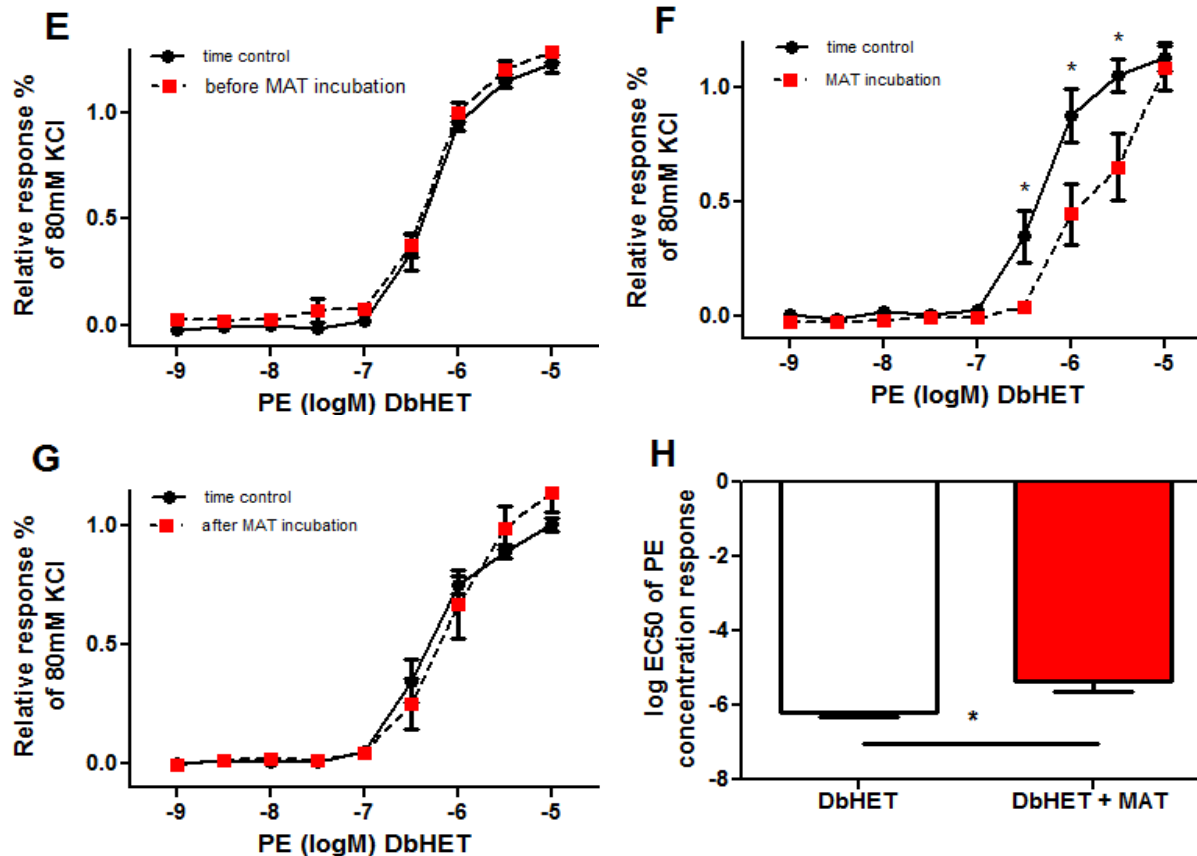 E
time control
before MAT incubation
Relative response %
of 80mM KCl
1.0
0.5
0.0
-9
-8
-7
-6
-5
PE (logM) DbHET
F
time control
MAT incubation
Relative response %
of 80mM KCl
1.0
0.5
0.0
*
*
*
-9
-8
-7
-6
-5
PE (logM) DbHET
G
time control
after MAT incubation
Relative response %
of 80mM KCl
1.0
0.5
0.0
-9
-8
-7
-6
-5
PE (logM) DbHET
H
log EC50 of PE
concentration response
0
-2
-4
-6
-8
*
DbHET
DbHET + MAT